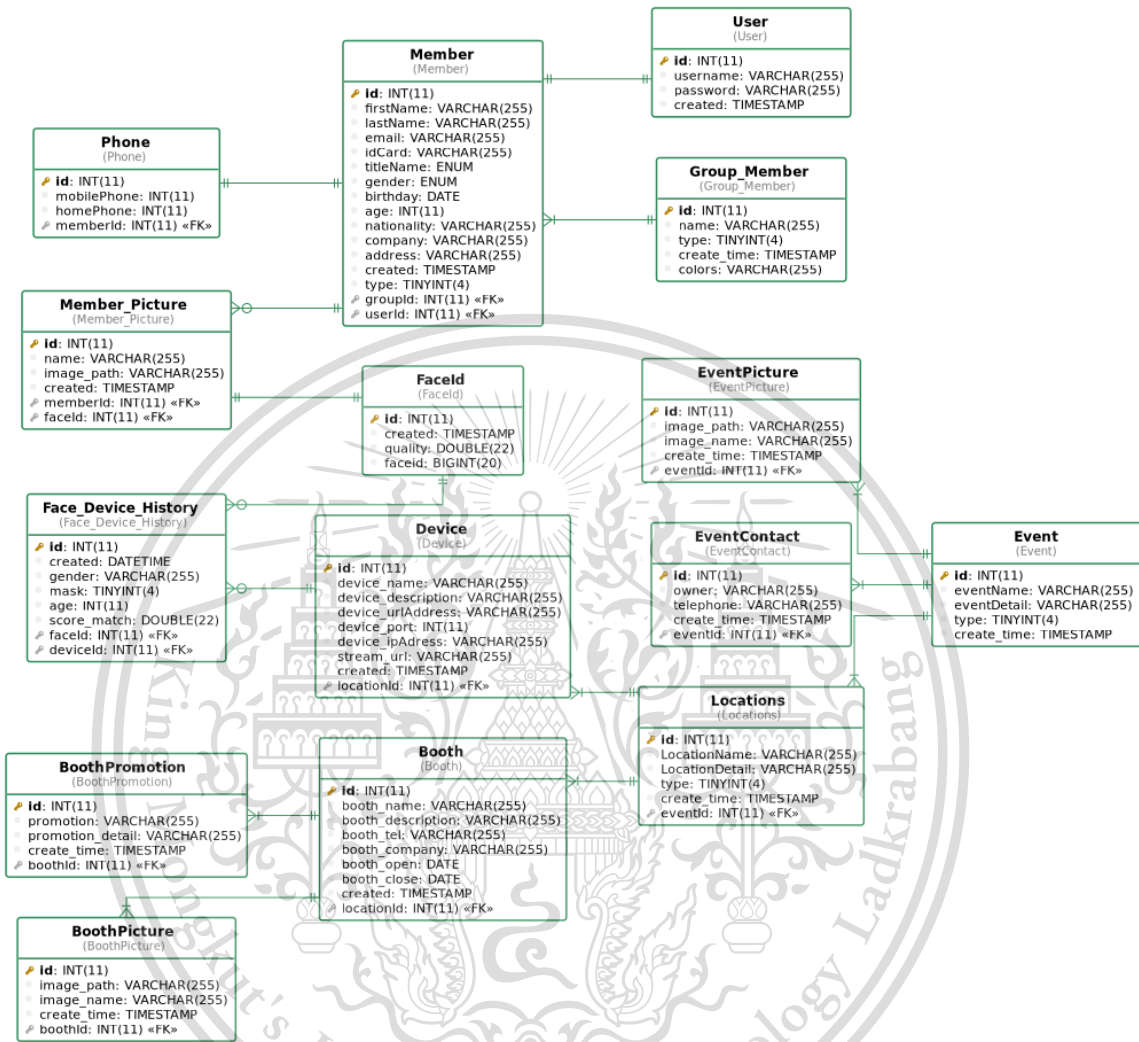 User
(User)
id: INT(11)
username: VARCHAR(255)
password: VARCHAR(255)
created: TIMESTAMP
Member
(Member)
id: INT(11)
firstName: VARCHAR(255)
lastName: VARCHAR(255)
email: VARCHAR(255)
idCard: VARCHAR(255)
titleName: ENUM
gender: ENUM
birthday: DATE
age: INT(11)
nationality: VARCHAR(255)
company: VARCHAR(255)
address: VARCHAR(255)
created: TIMESTAMP
type: TINYINT(4)
groupId: INT(11) «FK»
userId: INT(11) «FK»
Phone
(Phone)
id: INT(11)
mobilePhone: INT(11)
homePhone: INT(11)
memberId: INT(11) «FK»
Group_Member
(Group_Member)
id: INT(11)
name: VARCHAR(255)
type: TINYINT(4)
create_time: TIMESTAMP
colors: VARCHAR(255)
Member_Picture
(Member_Picture)
id: INT(11)
name: VARCHAR(255)
image_path: VARCHAR(255)
created: TIMESTAMP
memberId: INT(11) «FK»
faceId: INT(11) «FK»
FaceId
(FaceId)
id: INT(11)
created: TIMESTAMP
quality: DOUBLE(22)
faceid: BIGINT(20)
EventPicture
(EventPicture)
id: INT(11)
image_path: VARCHAR(255)
image_name: VARCHAR(255)
create_time: TIMESTAMP
eventId: INT(11) «FK»
Face_Device_History
(Face_Device_History)
id: INT(11)
created: DATETIME
gender: VARCHAR(255)
mask: TINYINT(4)
age: INT(11)
score_match: DOUBLE(22)
faceId: INT(11) «FK»
deviceId: INT(11) «FK»
Device
(Device)
id: INT(11)
device_name: VARCHAR(255)
device_description: VARCHAR(255)
device_urlAddress: VARCHAR(255)
device_port: INT(11)
device_ipAdress: VARCHAR(255)
stream_url: VARCHAR(255)
created: TIMESTAMP
locationId: INT(11) «FK»
EventContact
(EventContact)
id: INT(11)
owner: VARCHAR(255)
telephone: VARCHAR(255)
create_time: TIMESTAMP
eventId: INT(11) «FK»
Event
(Event)
id: INT(11)
eventName: VARCHAR(255)
eventDetail: VARCHAR(255)
type: TINYINT(4)
create_time: TIMESTAMP
Locations
(Locations)
id: INT(11)
LocationName: VARCHAR(255)
LocationDetail: VARCHAR(255)
type: TINYINT(4)
create_time: TIMESTAMP
eventId: INT(11) «FK»
BoothPromotion
(BoothPromotion)
id: INT(11)
promotion: VARCHAR(255)
promotion_detail: VARCHAR(255)
create_time: TIMESTAMP
boothId: INT(11) «FK»
Booth
(Booth)
id: INT(11)
booth_name: VARCHAR(255)
booth_description: VARCHAR(255)
booth_tel: VARCHAR(255)
booth_company: VARCHAR(255)
booth_open: DATE
booth_close: DATE
created: TIMESTAMP
locationId: INT(11) «FK»
BoothPicture
(BoothPicture)
id: INT(11)
image_path: VARCHAR(255)
image_name: VARCHAR(255)
create_time: TIMESTAMP
boothId: INT(11) «FK»
King Mongkut's
Ladkrabang